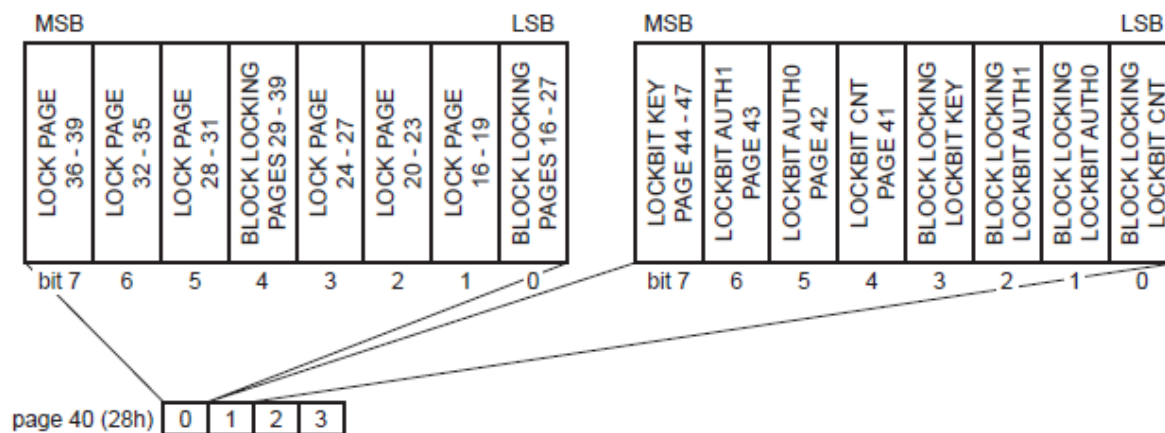 MSB LSB MSB LSB
LOCK PAGE
36 - 39
LOCK PAGE
32 - 35
LOCK PAGE
28 - 31
BLOCK LOCKING
PAGES 29 - 39
LOCK PAGE
24 - 27
LOCK PAGE
20 - 23
LOCK PAGE
16 - 19
BLOCK LOCKING
PAGES 16 - 27
LOCKBIT KEY
PAGE 44 - 47
LOCKBIT AUTH1
PAGE 43
LOCKBIT AUTH0
PAGE 42
LOCKBIT CNT
PAGE 41
BLOCK LOCKING
LOCKBIT KEY
BLOCK LOCKING
LOCKBIT AUTH1
BLOCK LOCKING
LOCKBIT AUTH0
BLOCK LOCKING
LOCKBIT CNT
bit 7 6 5 4 3 2 1 0 bit 7 6 5 4 3 2 1 0
page 40 (28h) 0 1 2 3